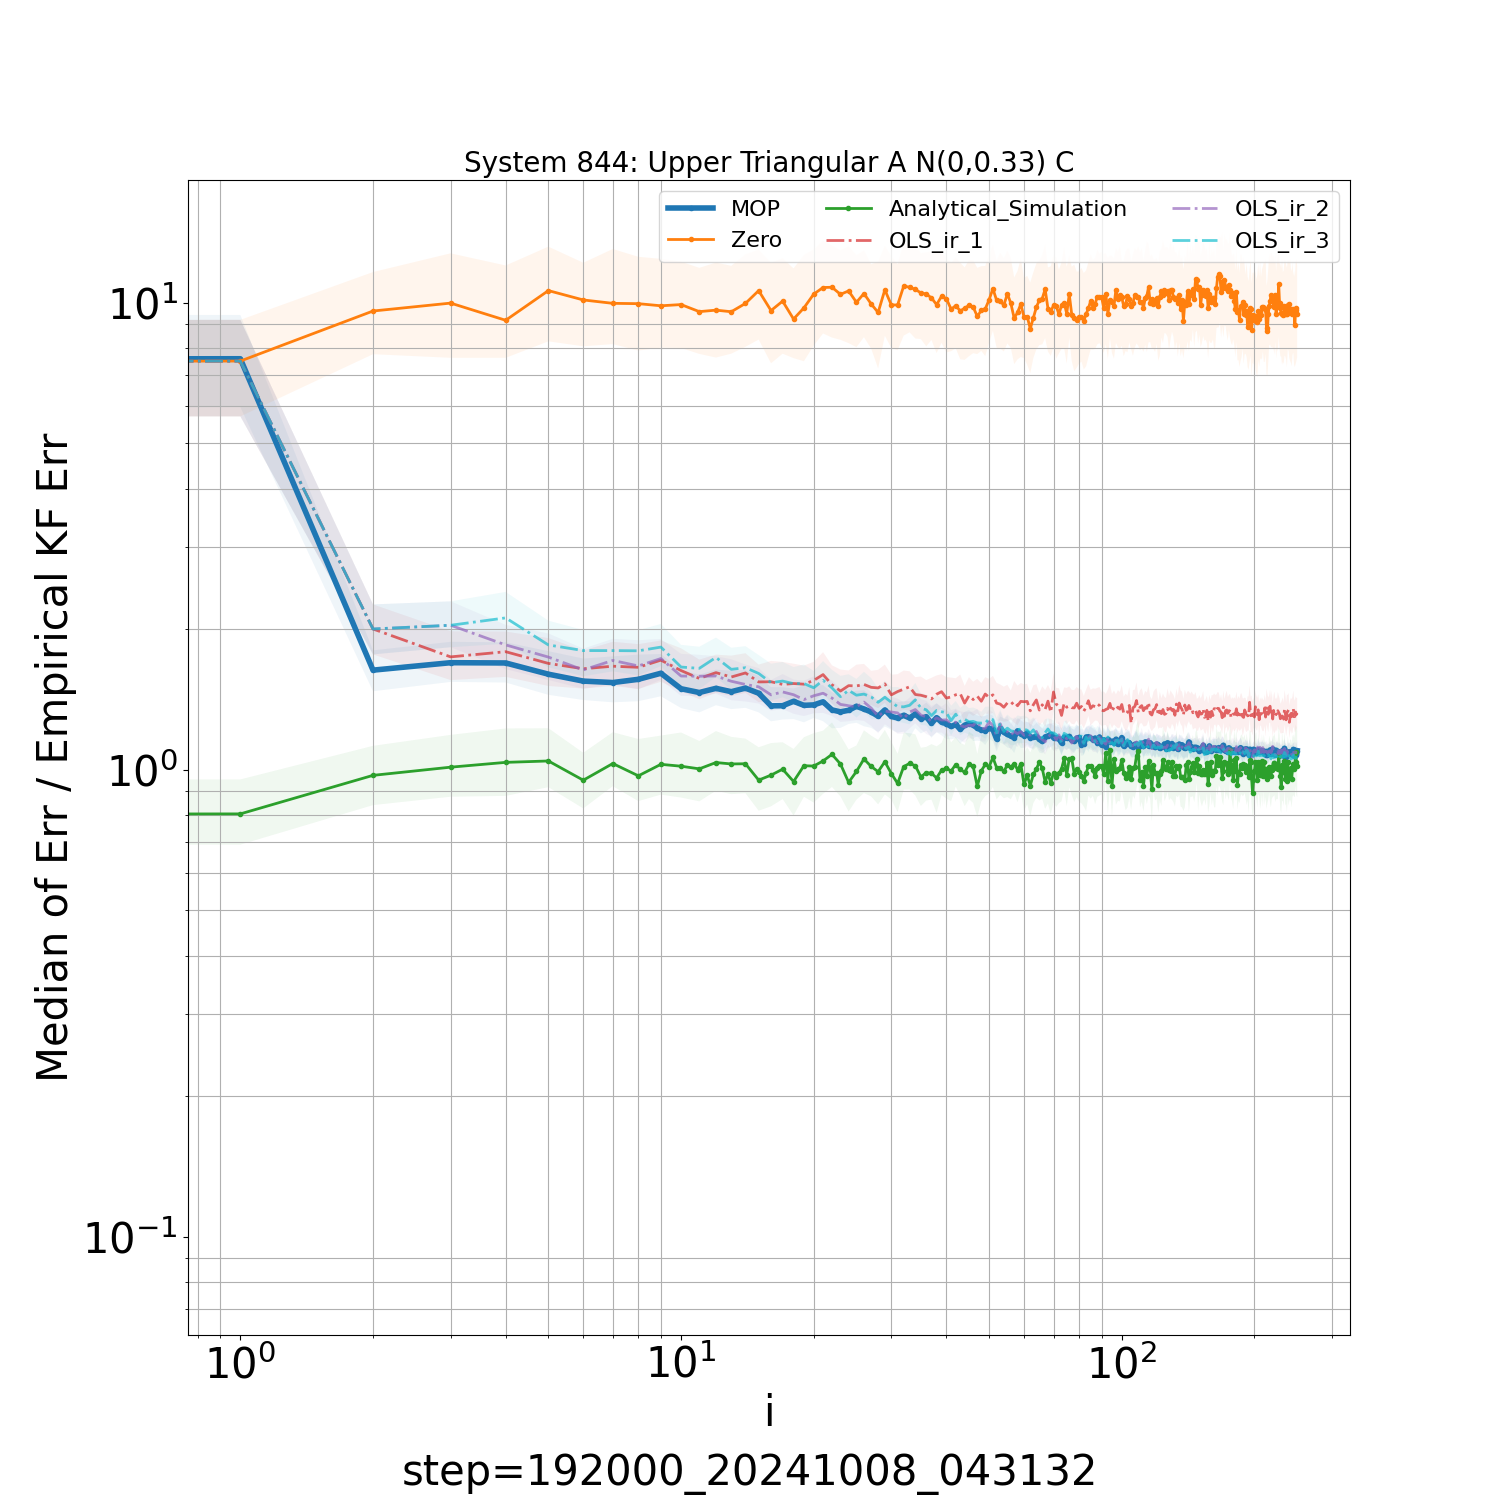 System 844: Upper Triangular A N(0,0.33) C
MOP
Zero
Analytical_Simulation
OLS_ir_1
OLS_ir_2
OLS_ir_3
Median of Err / Empirical KF Err
10¹
10⁰
10⁻¹
10⁰ 10¹ 10²
i
step=192000_20241008_043132